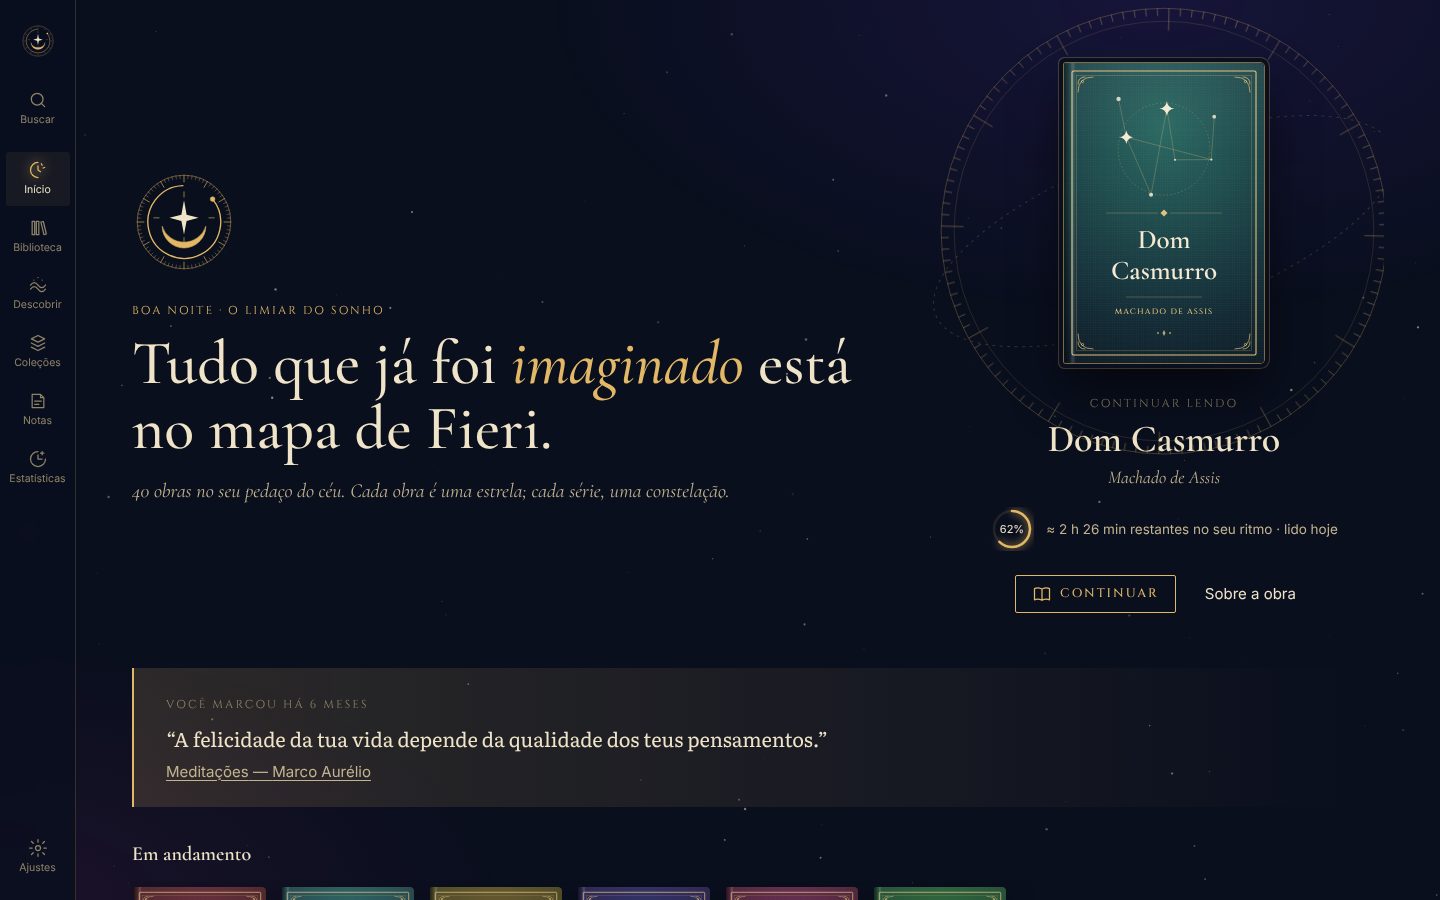 Buscar
Início
Biblioteca
Descobrir
Coleções
Notas
Estatísticas
Ajustes
BOA NOITE · O LIMIAR DO SONHO
Tudo que já foi imaginado está
no mapa de Fieri.
40 obras no seu pedaço do céu. Cada obra é uma estrela; cada série, uma constelação.
Dom
Casmurro
MACHADO DE ASSIS
CONTINUAR LENDO
Dom Casmurro
Machado de Assis
62%
≈ 2 h 26 min restantes no seu ritmo · lido hoje
CONTINUAR
Sobre a obra
VOCÊ MARCOU HÁ 6 MESES
“A felicidade da tua vida depende da qualidade dos teus pensamentos.”
Meditações — Marco Aurélio
Em andamento